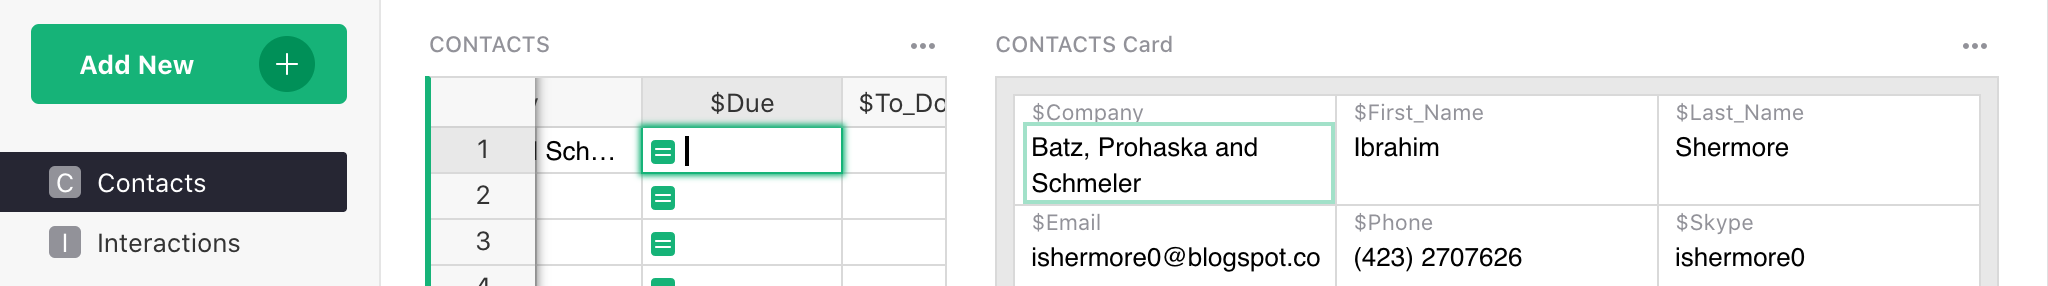 Add New
C Contacts
I Interactions
CONTACTS
$Due $To_Do
1 Sch...
2
3
CONTACTS Card
$Company $First_Name $Last_Name
Batz, Prohaska and Ibrahim Shermore
Schmeler
$Email $Phone $Skype
ishermore0@blogspot.co (423) 2707626 ishermore0